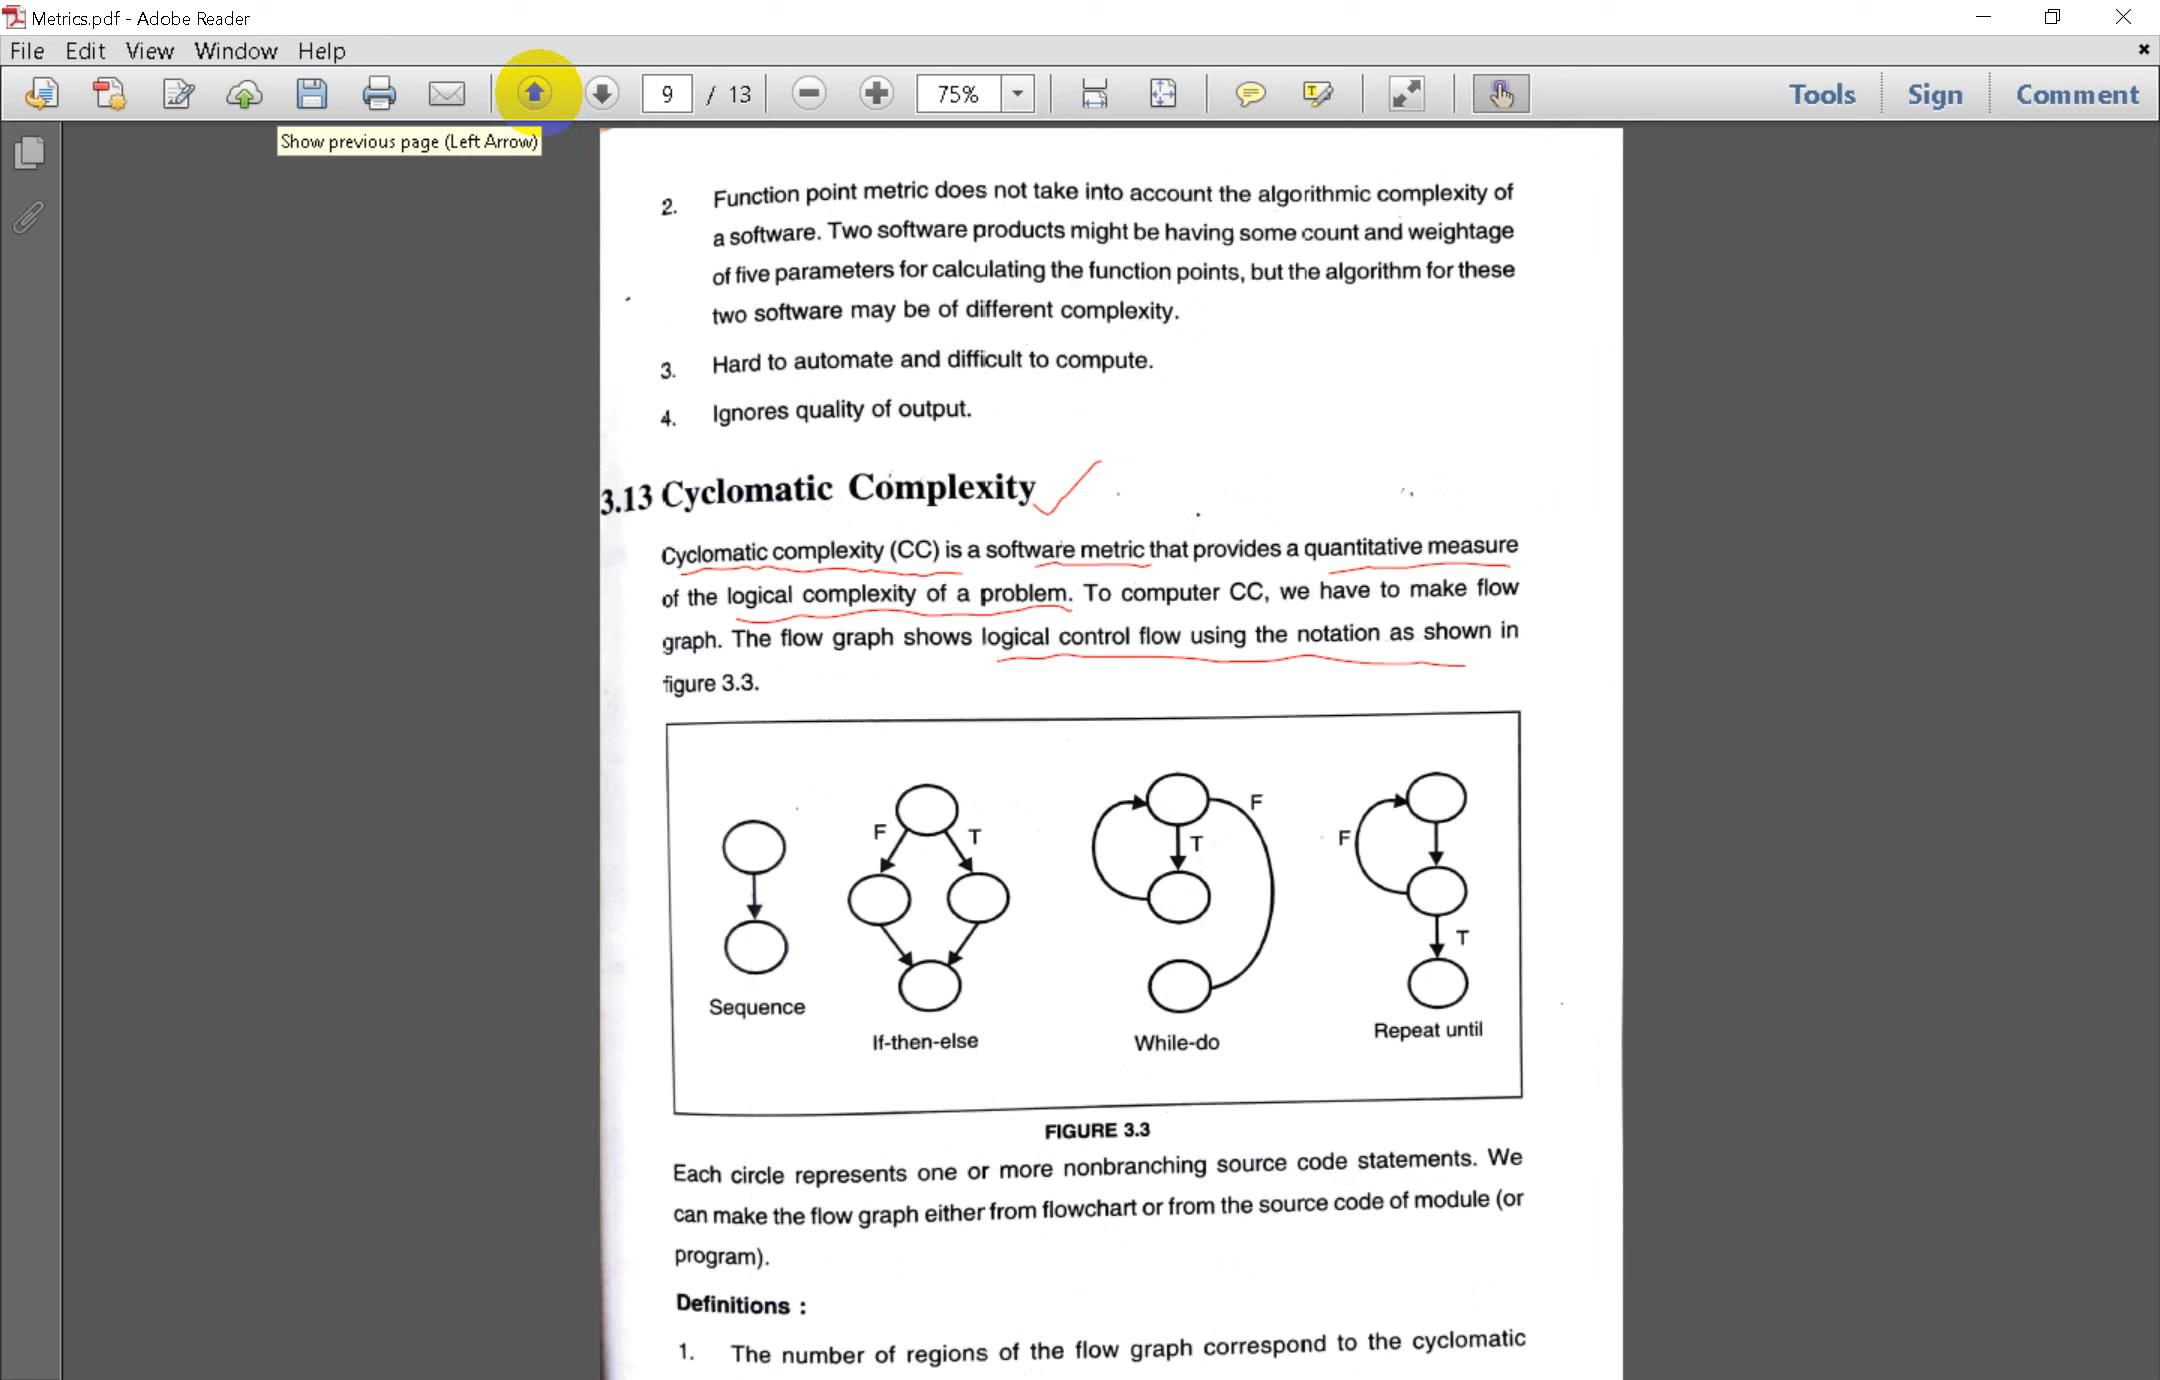 Metrics.pdf - Adobe Reader
File Edit View Window Help
9 / 13 75% Tools Sign Comment
Show previous page (Left Arrow)
2. Function point metric does not take into account the algorithmic complexity of
a software. Two software products might be having some count and weightage
of five parameters for calculating the function points, but the algorithm for these
two software may be of different complexity.
3. Hard to automate and difficult to compute.
4. Ignores quality of output.
3.13 Cyclomatic Complexity
Cyclomatic complexity (CC) is a software metric that provides a quantitative measure
of the logical complexity of a problem. To computer CC, we have to make flow
graph. The flow graph shows logical control flow using the notation as shown in
figure 3.3.
F T T F F T
Sequence
If-then-else
While-do
Repeat until
FIGURE 3.3
Each circle represents one or more nonbranching source code statements. We
can make the flow graph either from flowchart or from the source code of module (or
program).
Definitions :
1. The number of regions of the flow graph correspond to the cyclomatic